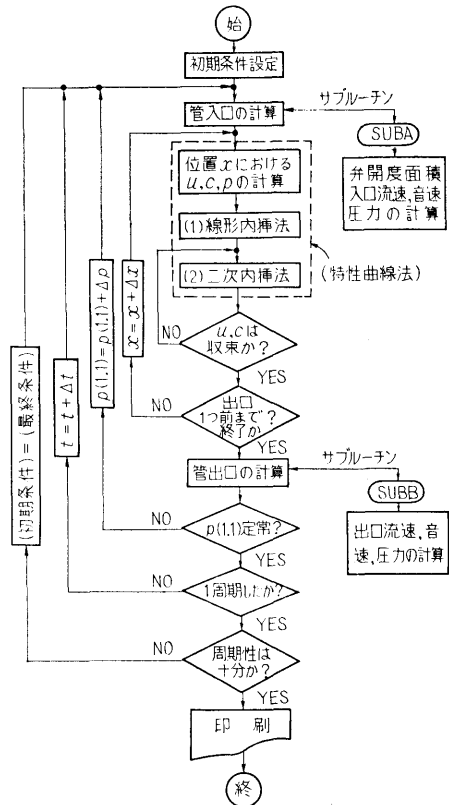 始
初期条件設定
管入口の計算
サブルーチン
SUBA
弁開度面積
入口流速,音速
圧力の計算
位置xにおける
u,c,pの計算
(1)線形内挿法
(2)二次内挿法
(特性曲線法)
u,cは
収束か?
NO
YES
x=x+Δx
出口
1つ前まで?
終了か
NO
YES
管出口の計算
サブルーチン
SUBB
出口流速,音
速,圧力の計算
p(1,1)=p(1,1)+Δp
p(1,1)定常?
NO
YES
t=t+Δt
1周期したか?
NO
YES
(初期条件)=(最終条件)
周期性は
十分か?
NO
YES
印刷
終